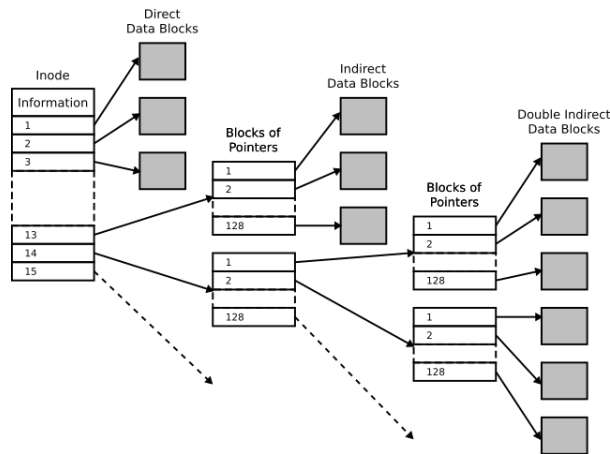 Direct
Data Blocks
Inode
Information
1
2
3
13
14
15
Blocks of
Pointers
1
2
128
1
2
128
Indirect
Data Blocks
Blocks of
Pointers
1
2
128
1
2
128
Double Indirect
Data Blocks